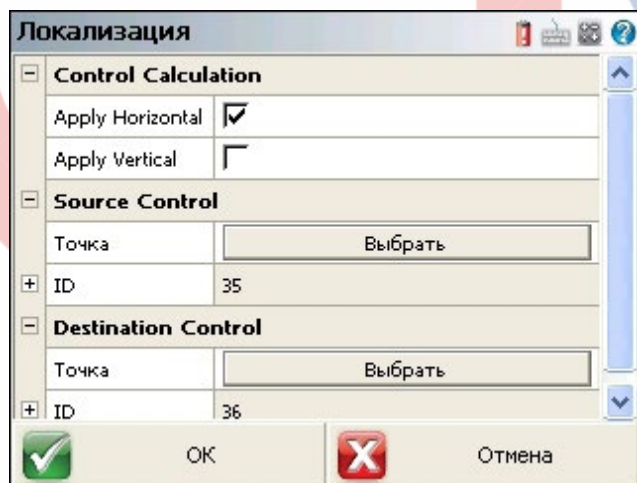 Локализация
Control Calculation
Apply Horizontal
Apply Vertical
Source Control
Точка Выбрать
ID 35
Destination Control
Точка Выбрать
ID 36
ОК Отмена